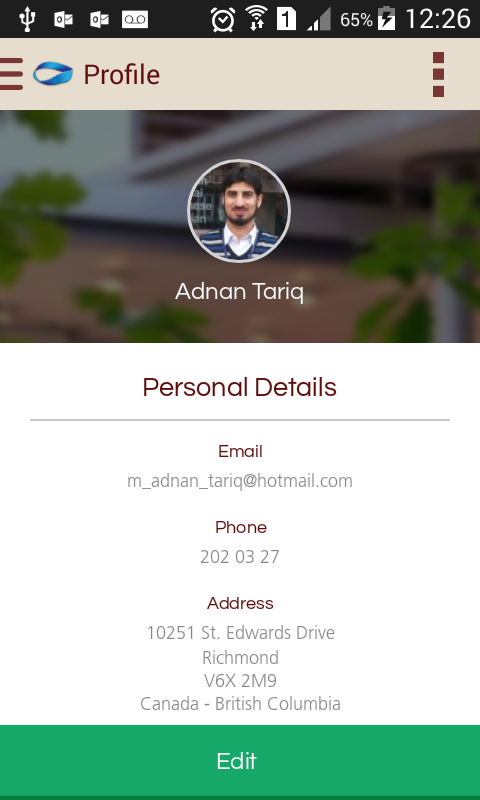 1
65%
12:26
Profile
Adnan Tariq
Personal Details
Email
m_adnan_tariq@hotmail.com
Phone
202 03 27
Address
10251 St. Edwards Drive
Richmond
V6X 2M9
Canada - British Columbia
Edit